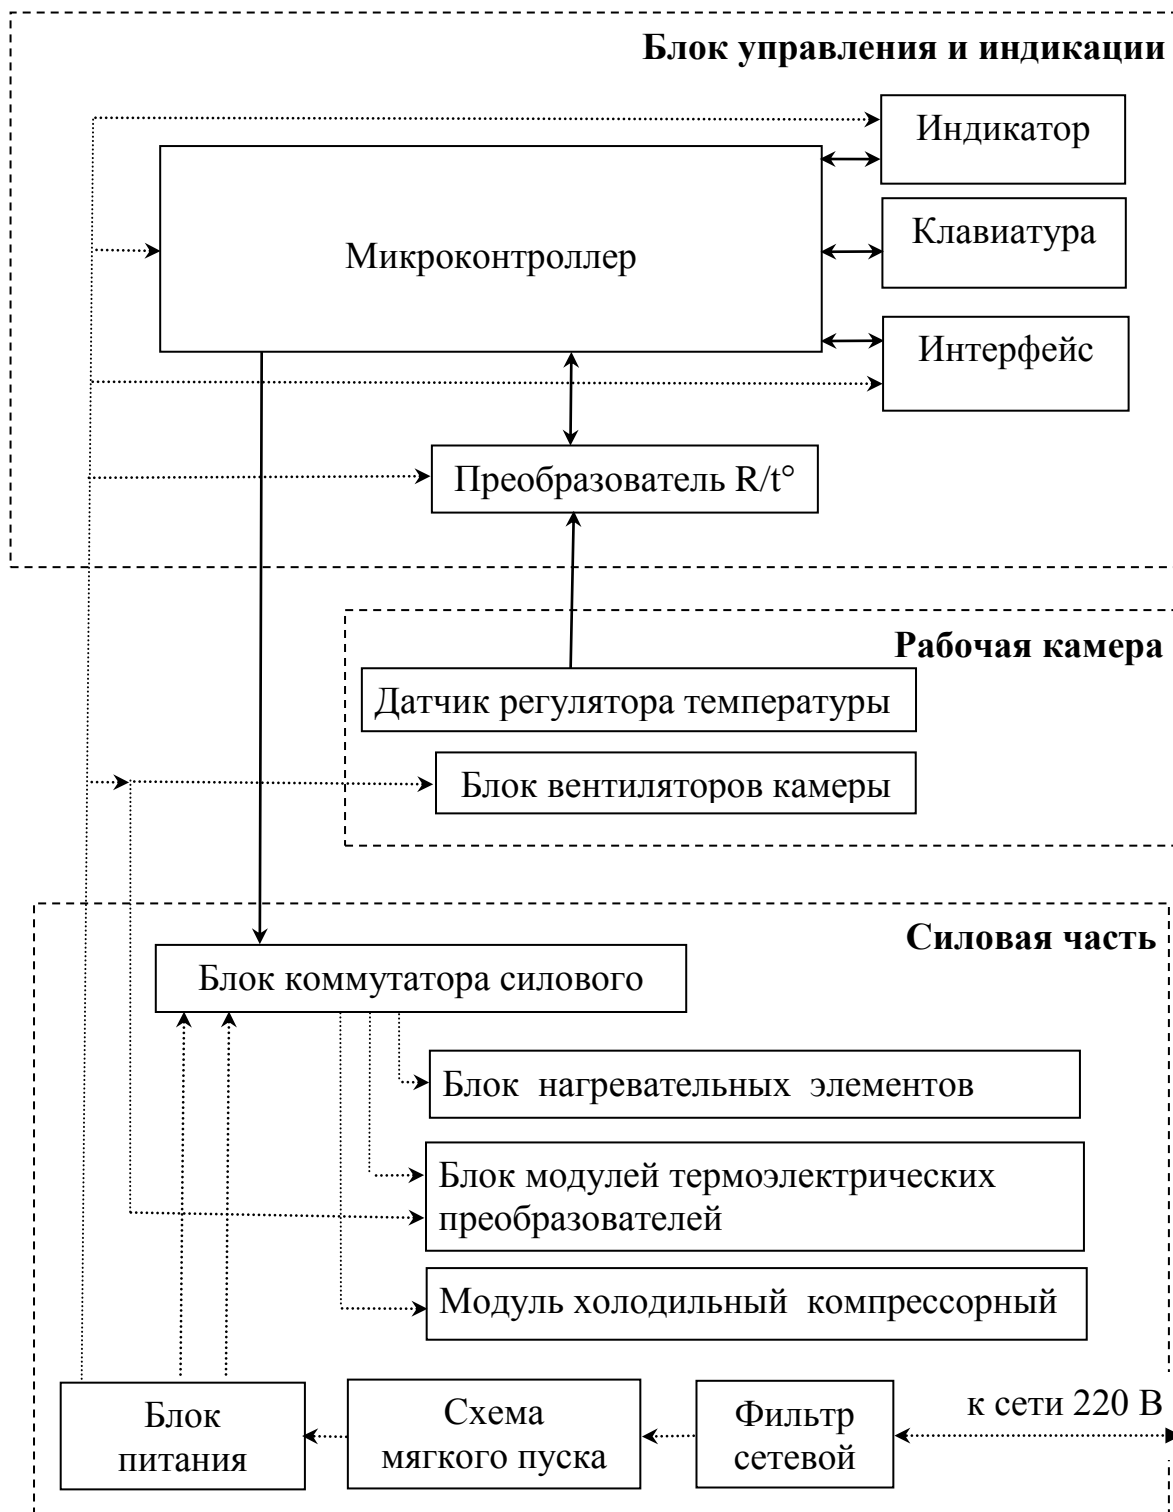 Блок управления и индикации
Индикатор
Клавиатура
Микроконтроллер
Интерфейс
Преобразователь R/t°
Рабочая камера
Датчик регулятора температуры
Блок вентиляторов камеры
Силовая часть
Блок коммутатора силового
Блок нагревательных элементов
Блок модулей термоэлектрических
преобразователей
Модуль холодильный компрессорный
к сети 220 В
Блок
питания
Схема
мягкого пуска
Фильтр
сетевой